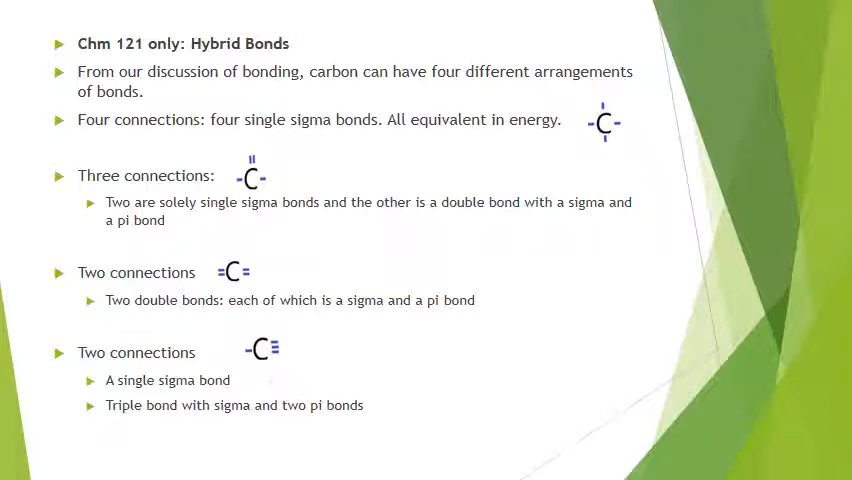 Chm 121 only: Hybrid Bonds
From our discussion of bonding, carbon can have four different arrangements
of bonds.
Four connections: four single sigma bonds. All equivalent in energy.
-C-
Three connections:
-C-
Two are solely single sigma bonds and the other is a double bond with a sigma and
a pi bond
Two connections
=C=
Two double bonds: each of which is a sigma and a pi bond
Two connections
-C≡
A single sigma bond
Triple bond with sigma and two pi bonds